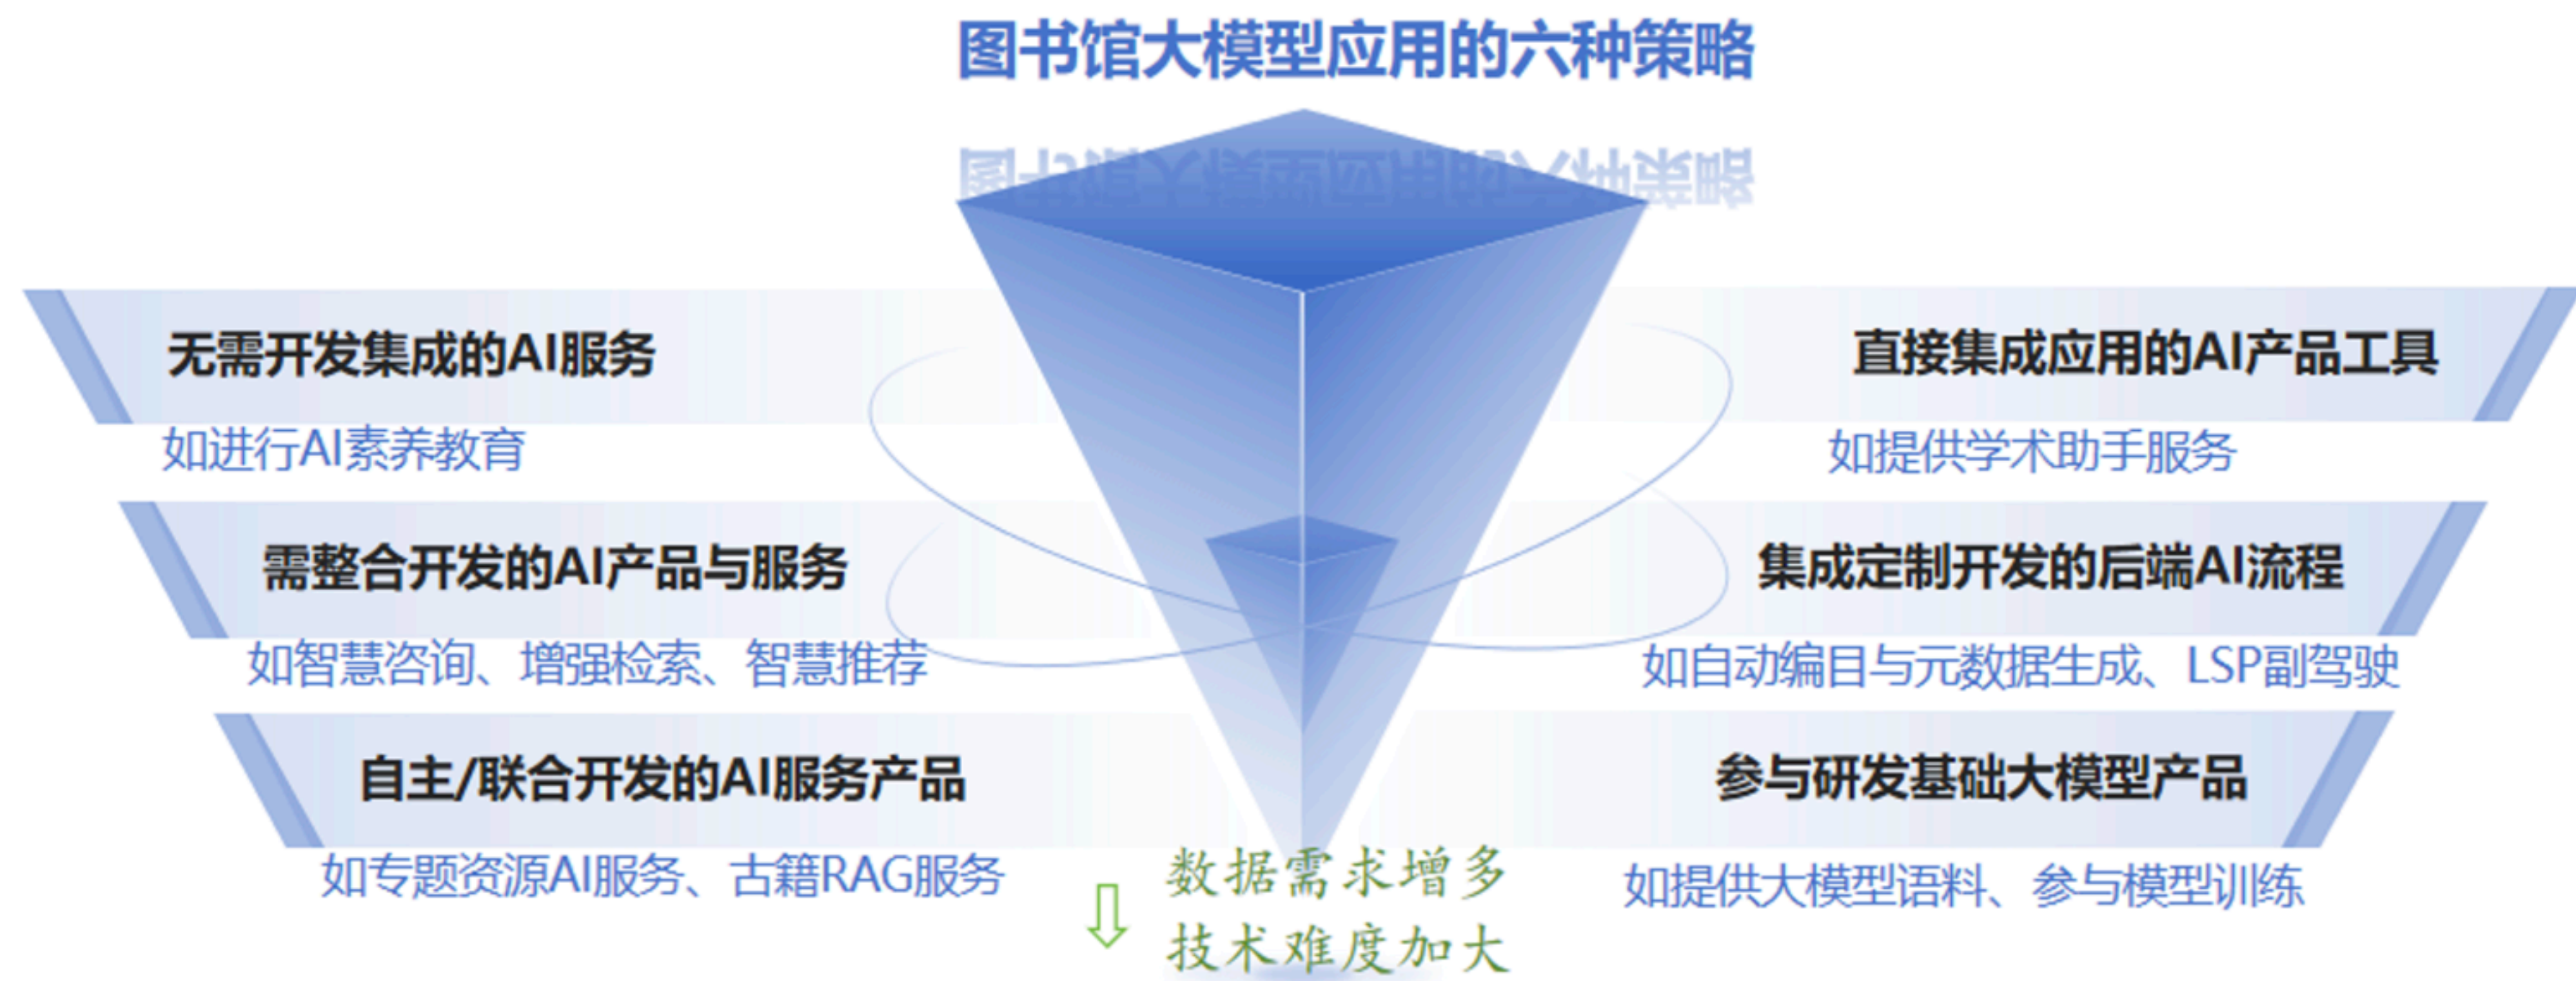 图书馆大模型应用的六种策略
无需开发集成的AI服务
如进行AI素养教育
直接集成应用的AI产品工具
如提供学术助手服务
需整合开发的AI产品与服务
如智慧咨询、增强检索、智慧推荐
集成定制开发的后端AI流程
如自动编目与元数据生成、LSP副驾驶
自主/联合开发的AI服务产品
如专题资源AI服务、古籍RAG服务
参与研发基础大模型产品
如提供大模型语料、参与模型训练
数据需求增多
技术难度加大